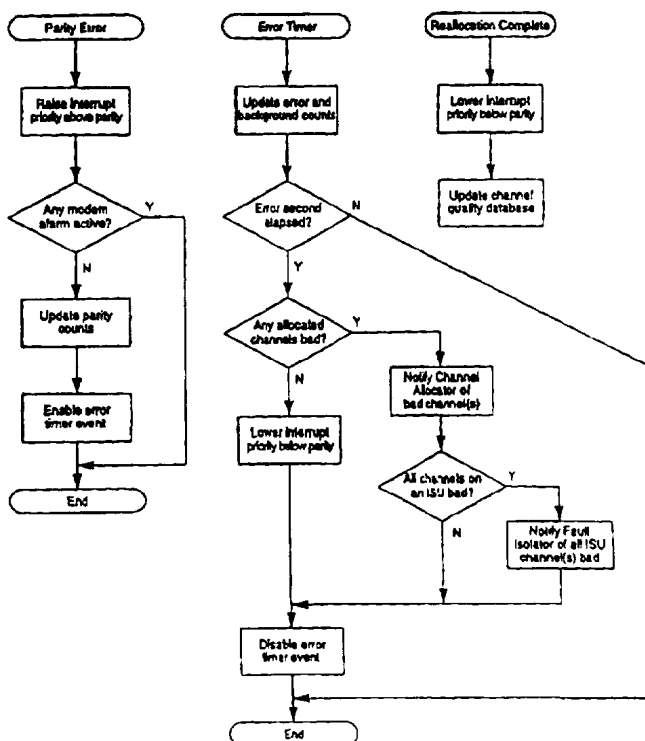 Parity Error
Raise interrupt
priority above parity
Any modem
alarm active?
Y
N
Update parity
counts
Enable error
timer event
End
Error Timer
Update error and
background counts
Error second
elapsed?
N
Y
Any allocated
channels bad?
Y
N
Notify Channel
Allocator of
bad channel(s)
Lower interrupt
priority below parity
All channels on
an ISU bad?
Y
N
Notify Fault
Isolator of all ISU
channel(s) bad
Disable error
timer event
End
Reallocation Complete
Lower interrupt
priority below parity
Update channel
quality database